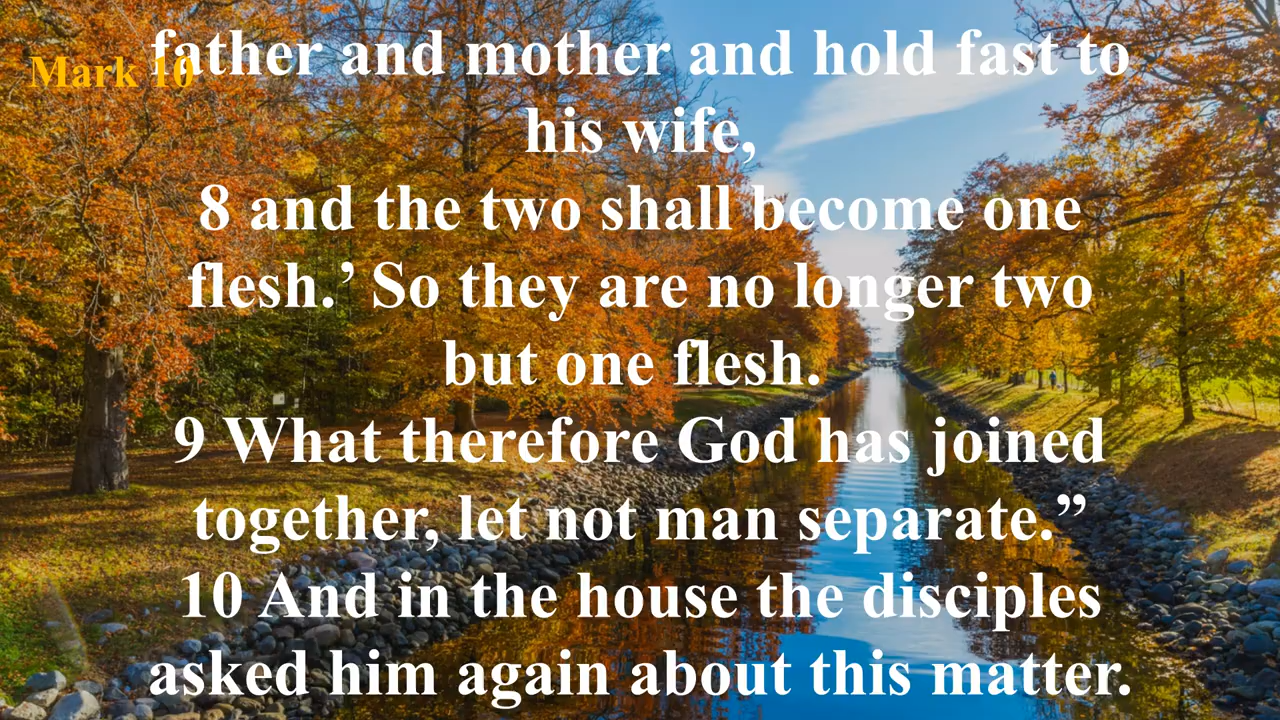 Mark 10
father and mother and hold fast to
his wife,
8 and the two shall become one
flesh.’ So they are no longer two
but one flesh.
9 What therefore God has joined
together, let not man separate.”
10 And in the house the disciples
asked him again about this matter.